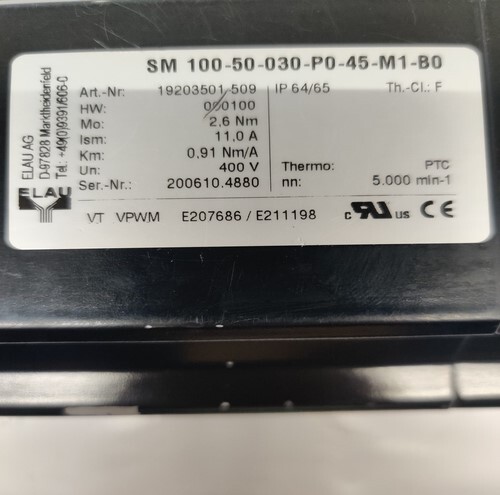 SM 100-50-030-P0-45-M1-B0
Art.-Nr: 19203501/509 IP 64/65 Th.-Cl.: F
HW: 000100
Mo: 2,6 Nm
Ism: 11,0 A
Km: 0,91 Nm/A
Un: 400 V Thermo: PTC
Ser.-Nr.: 200610.4880 nn: 5.000 min-1
VT VPWM E207686 / E211198 c RU us CE
ELAU AG
D-97828 Marktheidenfeld
Tel.: +49(0)9391/606-0
ELAU